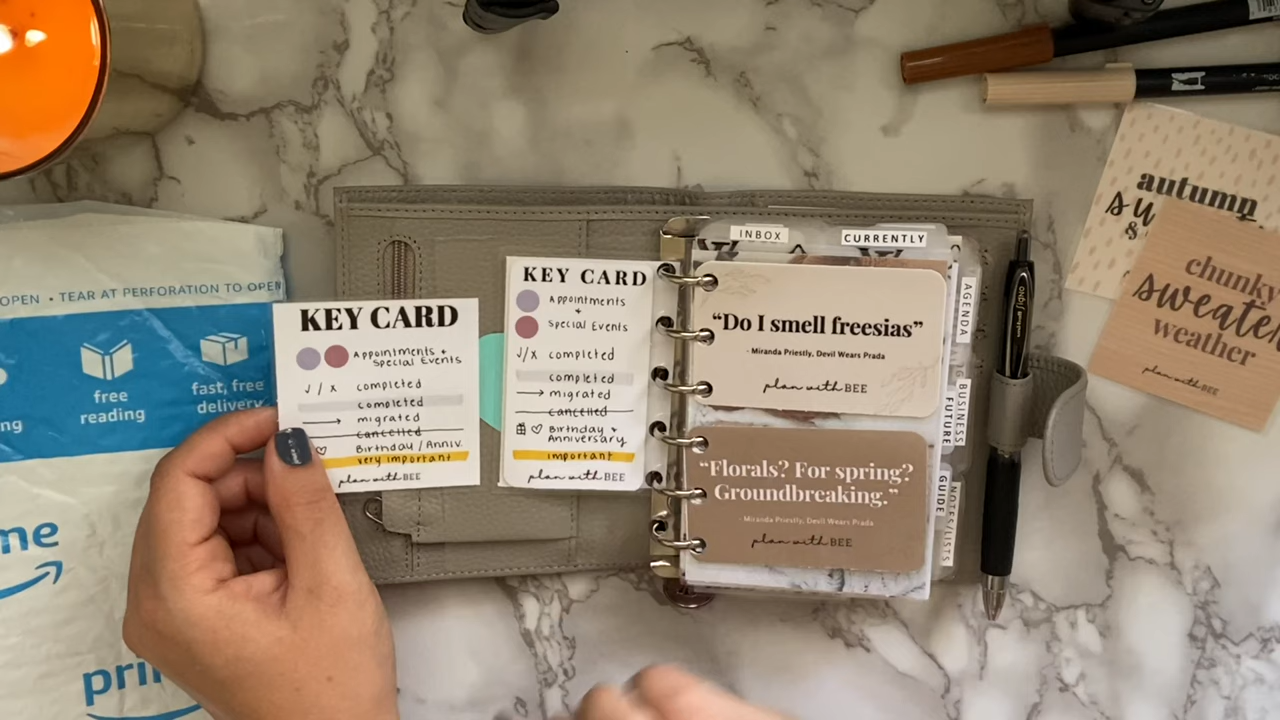 OPEN • TEAR AT PERFORATION TO OPEN
free
reading
fast, free
delivery
ng
me
pri
KEY CARD
Appointments +
Special Events
√ / x completed
completed
→ migrated
cancelled
♡ Birthday / Anniv.
very important
plan with BEE
KEY CARD
Appointments
+
Special Events
√/x completed
completed
→ migrated
cancelled
♡ Birthday +
Anniversary
important
plan with BEE
INBOX
CURRENTLY
“Do I smell freesias”
- Miranda Priestly, Devil Wears Prada
plan with BEE
“Florals? For spring?
Groundbreaking.”
- Miranda Priestly, Devil Wears Prada
plan with BEE
AGENDA
BUSINESS
FUTURE
NOTES/LISTS
GUIDE
autumn
sw
&
chunky
sweater
weather
plan with BEE